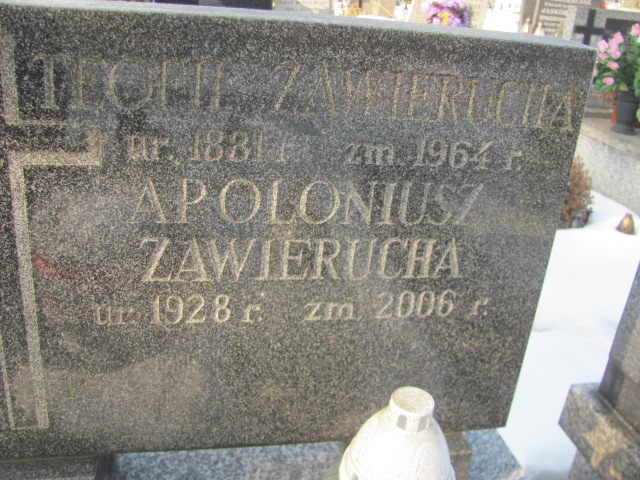 TEOFIL ZAWIERUCHA
ur. 1881 r. zm. 1964 r.
APOLONIUSZ
ZAWIERUCHA
ur. 1928 r. zm. 2006 r.